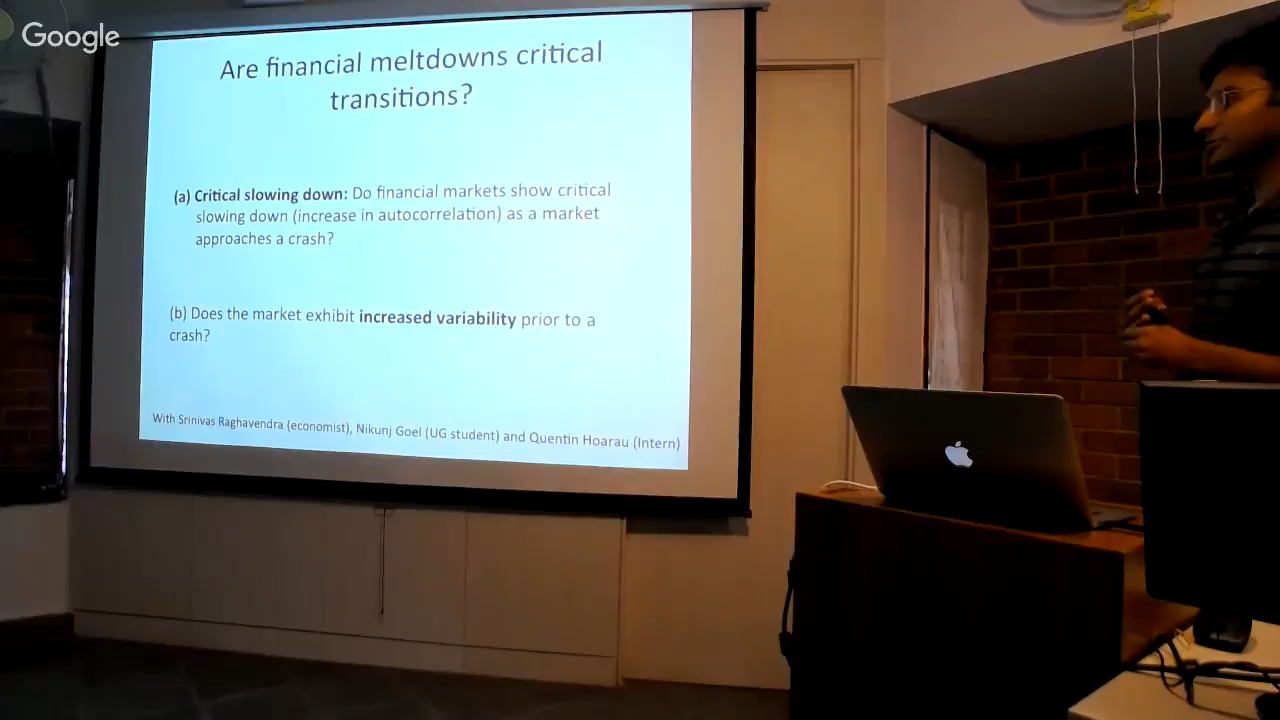 Google
Are financial meltdowns critical
transitions?
(a) Critical slowing down: Do financial markets show critical
slowing down (increase in autocorrelation) as a market
approaches a crash?
(b) Does the market exhibit increased variability prior to a
crash?
With Srinivas Raghavendra (economist), Nikunj Goel (UG student) and Quentin Hoarau (Intern)